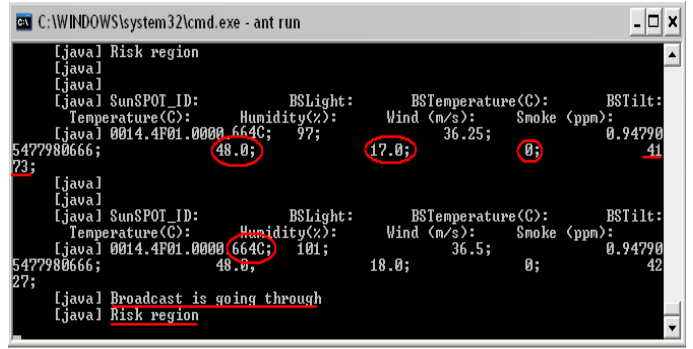 C:\WINDOWS\system32\cmd.exe - ant run
[java] Risk region
[java]
[java]
[java] SunSPOT_ID: BSLight: BSTemperature(C): BSTilt:
Temperature(C): Humidity(%): Wind (m/s): Smoke (ppm):
[java] 0014.4F01.0000.664C; 97; 36.25; 0.94790
5477980666; 48.0; 17.0; 0; 41
73;
[java]
[java]
[java] SunSPOT_ID: BSLight: BSTemperature(C): BSTilt:
Temperature(C): Humidity(%): Wind (m/s): Smoke (ppm):
[java] 0014.4F01.0000.664C; 101; 36.5; 0.94790
5477980666; 48.0; 18.0; 0; 42
27;
[java] Broadcast is going through
[java] Risk region